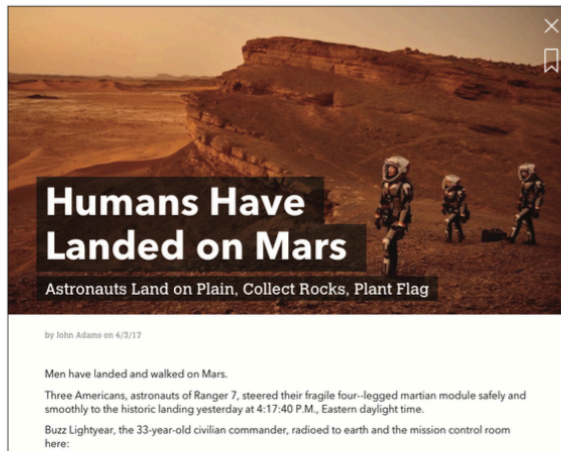 Humans Have
Landed on Mars
Astronauts Land on Plain, Collect Rocks, Plant Flag
by John Adams on 4/3/17
Men have landed and walked on Mars.
Three Americans, astronauts of Ranger 7, steered their fragile four--legged martian module safely and
smoothly to the historic landing yesterday at 4:17:40 P.M., Eastern daylight time.
Buzz Lightyear, the 33-year-old civilian commander, radioed to earth and the mission control room
here: